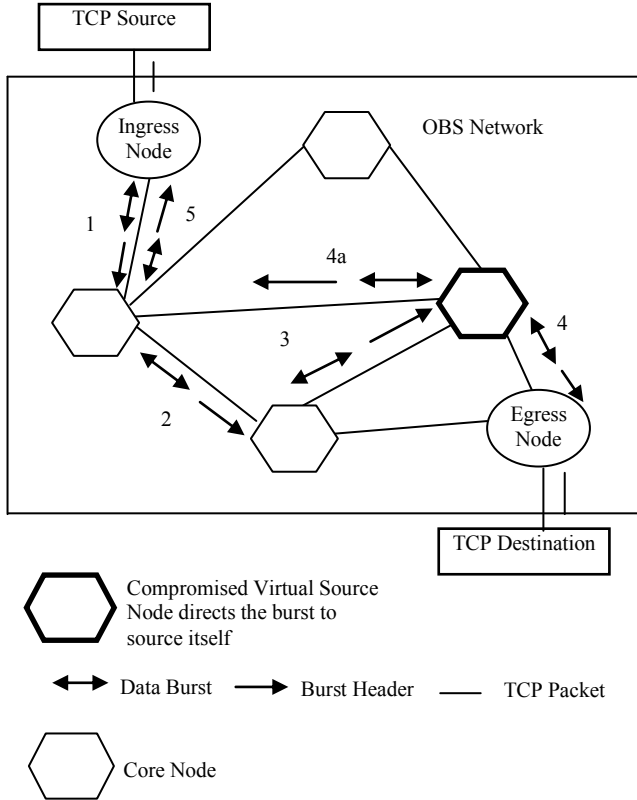 TCP Source
Ingress
Node
OBS Network
1
5
4a
3
4
2
Egress
Node
TCP Destination
Compromised Virtual Source
Node directs the burst to
source itself
Data Burst
Burst Header
TCP Packet
Core Node